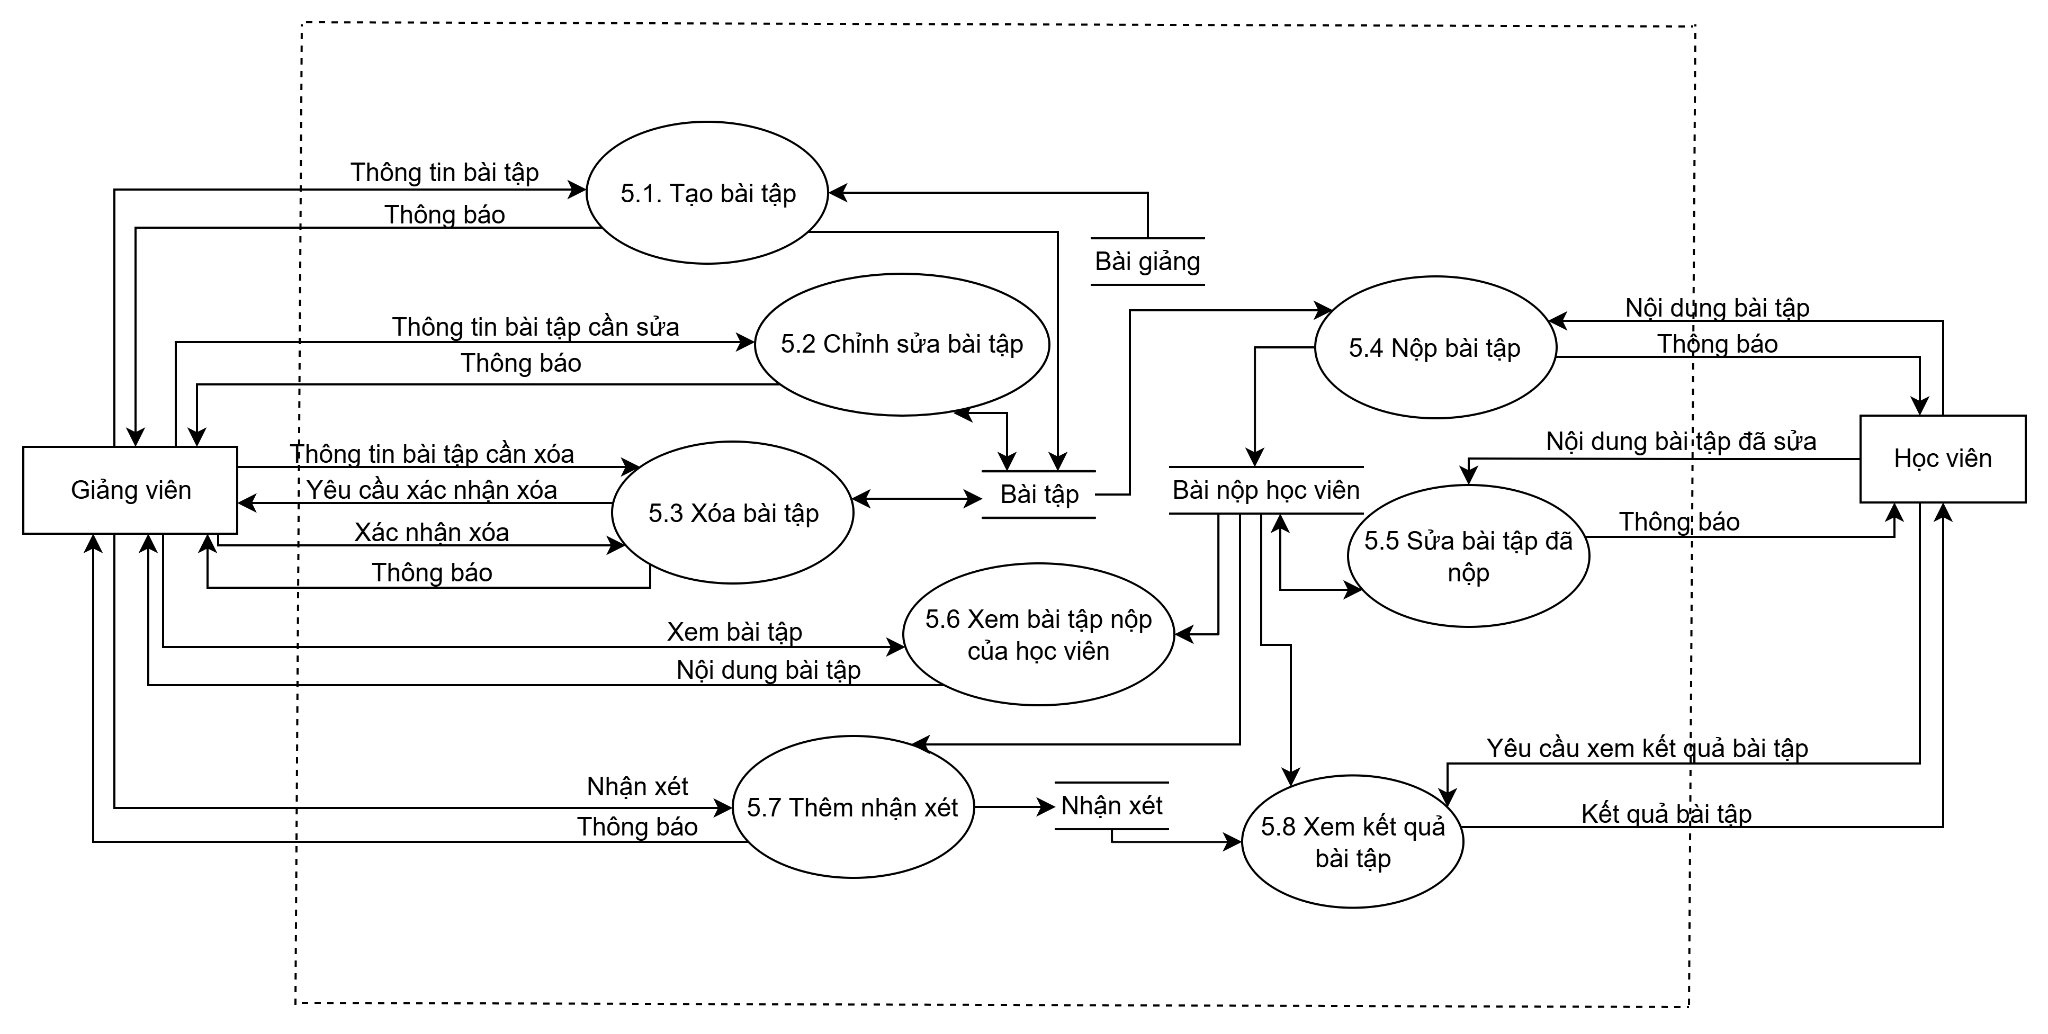 Thông tin bài tập
5.1. Tạo bài tập
Thông báo
Bài giảng
Thông tin bài tập cần sửa
5.2 Chỉnh sửa bài tập
Thông báo
Nội dung bài tập
5.4 Nộp bài tập
Thông báo
Giảng viên
Thông tin bài tập cần xóa
Yêu cầu xác nhận xóa
5.3 Xóa bài tập
Xác nhận xóa
Thông báo
Bài tập
Bài nộp học viên
Nội dung bài tập đã sửa
Học viên
Thông báo
5.5 Sửa bài tập đã
nộp
Xem bài tập
5.6 Xem bài tập nộp
của học viên
Nội dung bài tập
Nhận xét
5.7 Thêm nhận xét
Thông báo
Nhận xét
Yêu cầu xem kết quả bài tập
5.8 Xem kết quả
bài tập
Kết quả bài tập